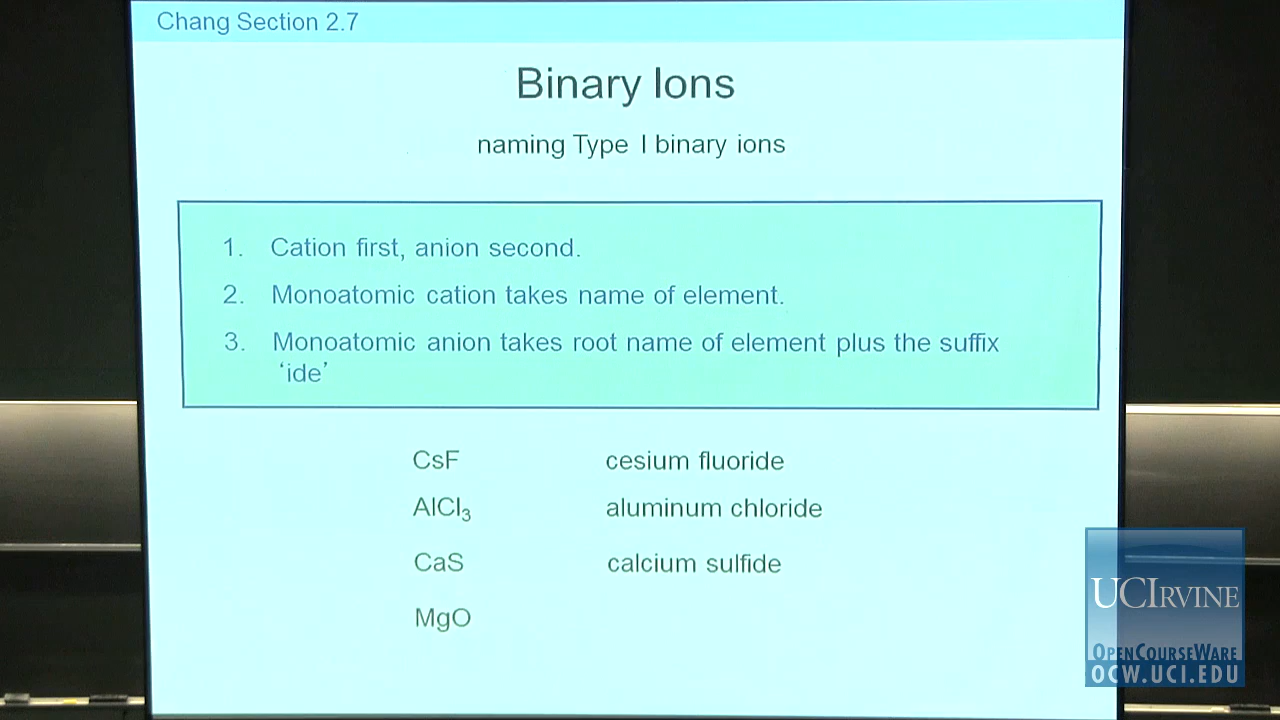 Chang Section 2.7
Binary Ions
naming Type I binary ions
1. Cation first, anion second.
2. Monoatomic cation takes name of element.
3. Monoatomic anion takes root name of element plus the suffix
‘ide’
CsF cesium fluoride
AlCl₃ aluminum chloride
CaS calcium sulfide
MgO
UCIRVINE
OPENCOURSEWARE
OCW.UCI.EDU